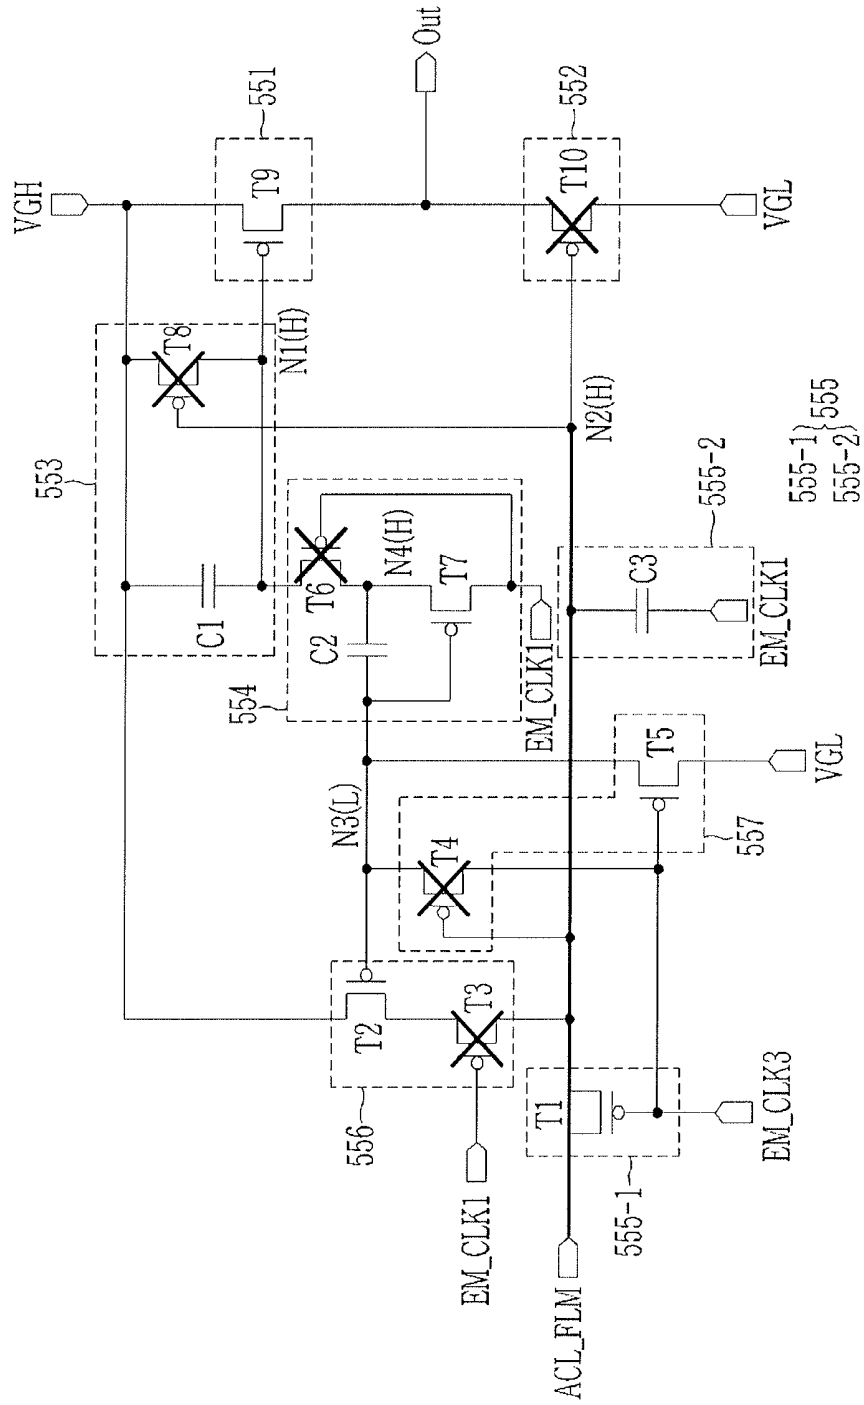 VGH
551
T9
Out
552
T10
VGL
553
T8
C1
N1(H)
N2(H)
554
T6
N4(H)
C2
T7
EM_CLK1
555-2
C3
EM_CLK1
555-1
555-2
555
N3(L)
T4
T5
VGL
557
556
T2
T3
EM_CLK1
T1
555-1
EM_CLK3
ACL_FLM